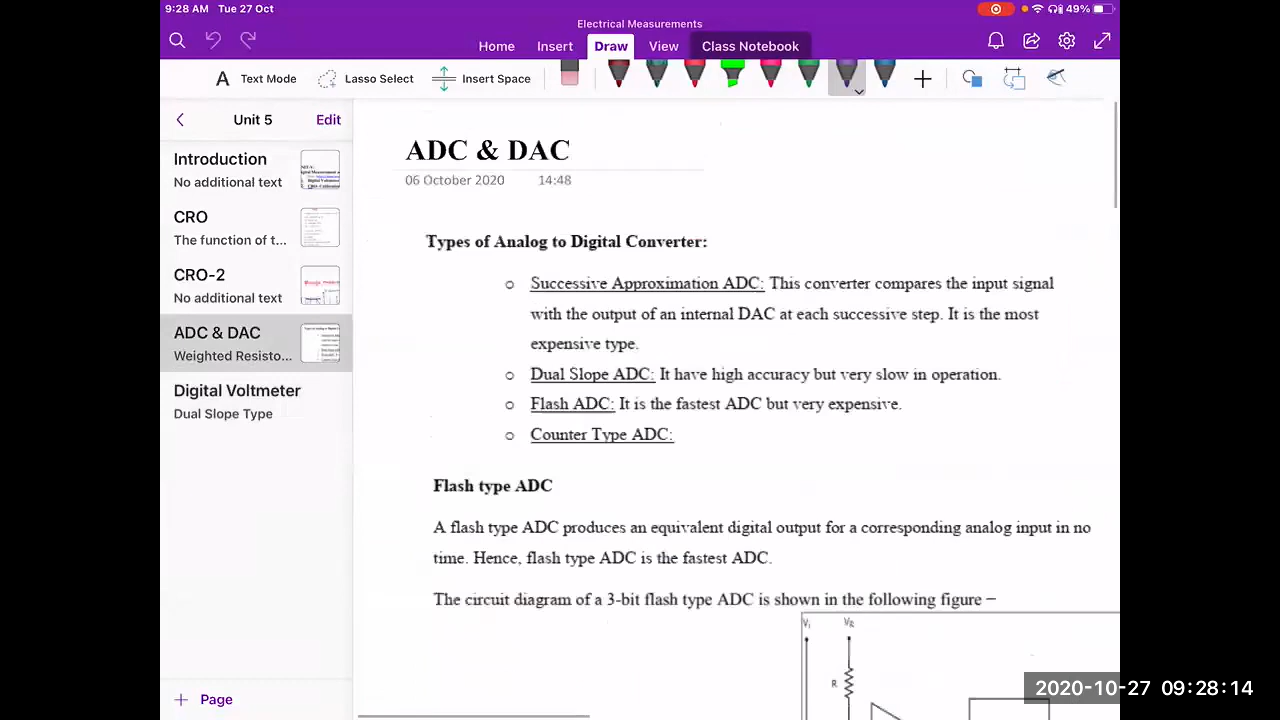 9:28 AM Tue 27 Oct
49%
Electrical Measurements
Home Insert Draw View Class Notebook
A Text Mode Lasso Select Insert Space
Unit 5 Edit
Introduction
No additional text
CRO
The function of t...
CRO-2
No additional text
ADC & DAC
Weighted Resisto...
Digital Voltmeter
Dual Slope Type
+ Page
ADC & DAC
06 October 2020 14:48
Types of Analog to Digital Converter:
o Successive Approximation ADC: This converter compares the input signal
with the output of an internal DAC at each successive step. It is the most
expensive type.
o Dual Slope ADC: It have high accuracy but very slow in operation.
o Flash ADC: It is the fastest ADC but very expensive.
o Counter Type ADC:
Flash type ADC
A flash type ADC produces an equivalent digital output for a corresponding analog input in no
time. Hence, flash type ADC is the fastest ADC.
The circuit diagram of a 3-bit flash type ADC is shown in the following figure −
VR
R
2020-10-27 09:28:14